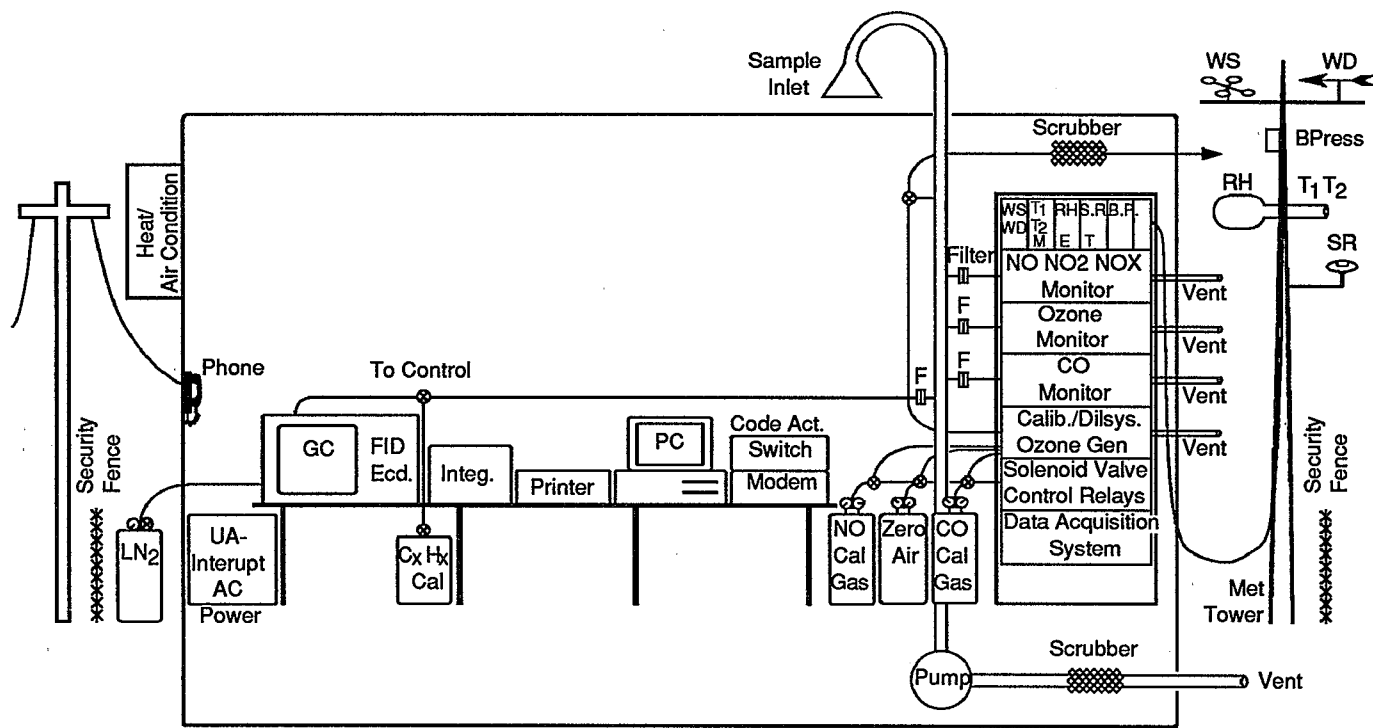 Sample
Inlet
WS
WD
Scrubber
BPress
RH
T1 T2
SR
Heat/
Air Condition
WS
WD
T1
T2
M
RH
E
S.R.
T
B.P.
Filter
NO NO2 NOX
Monitor
Vent
F
Ozone
Monitor
Vent
Phone
To Control
F
F
CO
Monitor
Vent
Calib./Dilsys.
Ozone Gen
Vent
Security
Fence
GC
FID
Ecd.
Integ.
Printer
PC
Code Act.
Switch
Modem
Solenoid Valve
Control Relays
Security
Fence
LN2
UA-
Interupt
AC
Power
Cx Hx
Cal
NO
Cal
Gas
Zero
Air
CO
Cal
Gas
Data Acquisition
System
Met
Tower
Scrubber
Pump
Vent